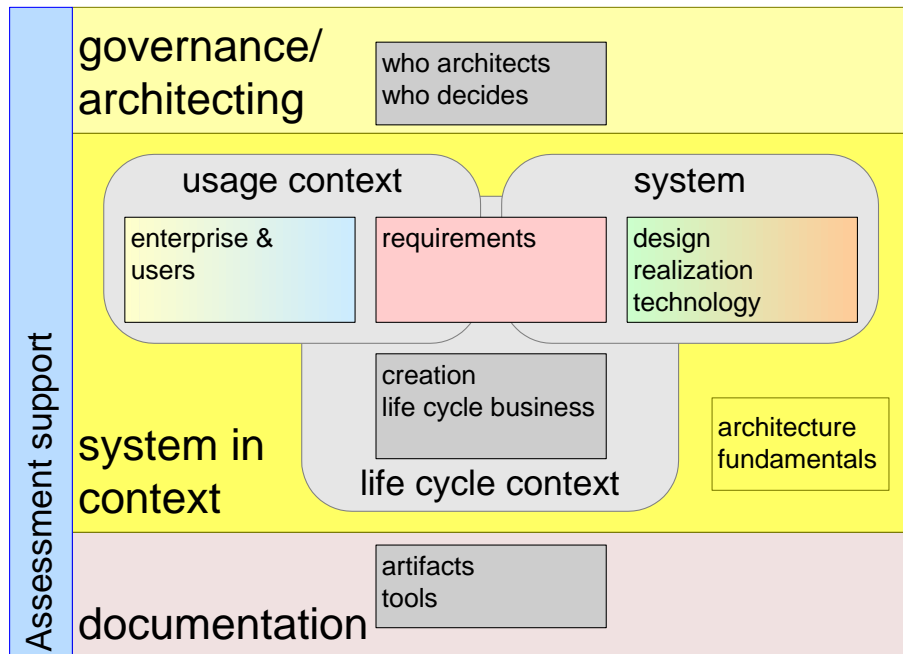 governance/
architecting
who architects
who decides
usage context
system
enterprise &
users
requirements
design
realization
technology
creation
life cycle business
architecture
fundamentals
system in
context
life cycle context
artifacts
tools
documentation
Assessment support